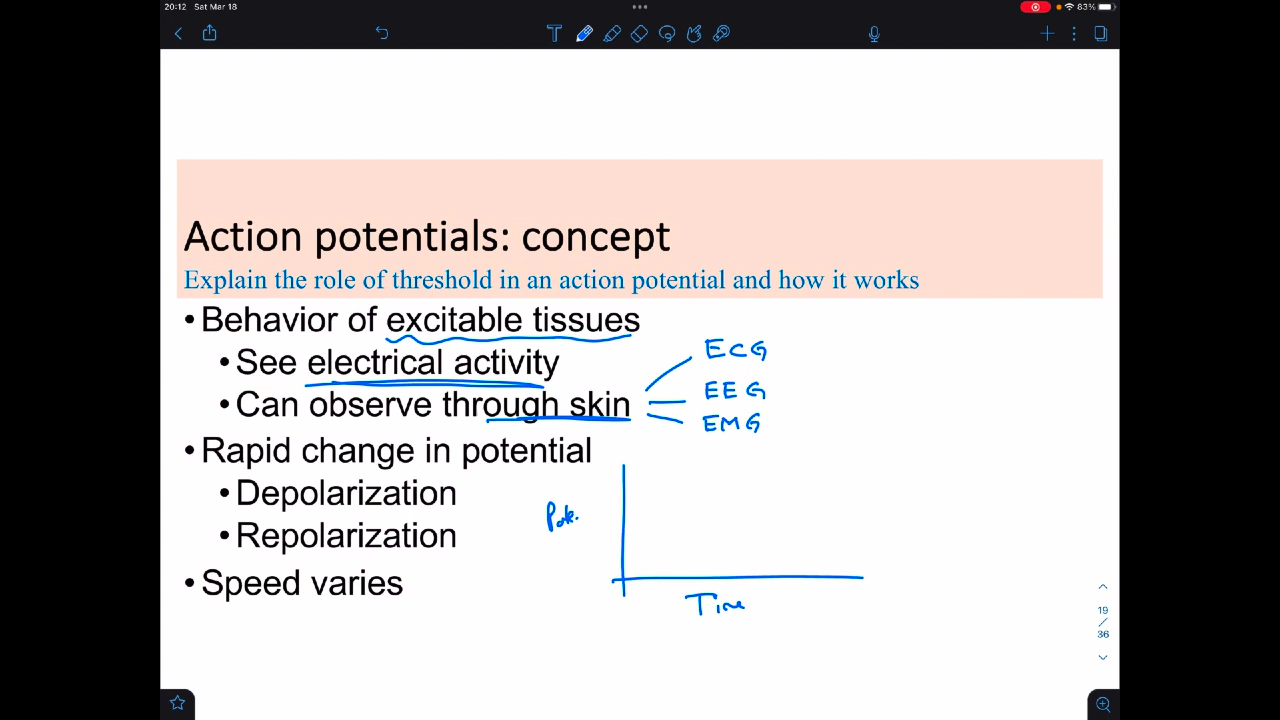 20:12 Sat Mar 18
83%
Action potentials: concept
Explain the role of threshold in an action potential and how it works
•Behavior of excitable tissues
•See electrical activity
•Can observe through skin
ECG
EEG
EMG
•Rapid change in potential
•Depolarization
•Repolarization
Pot.
•Speed varies
Time
19
/
36